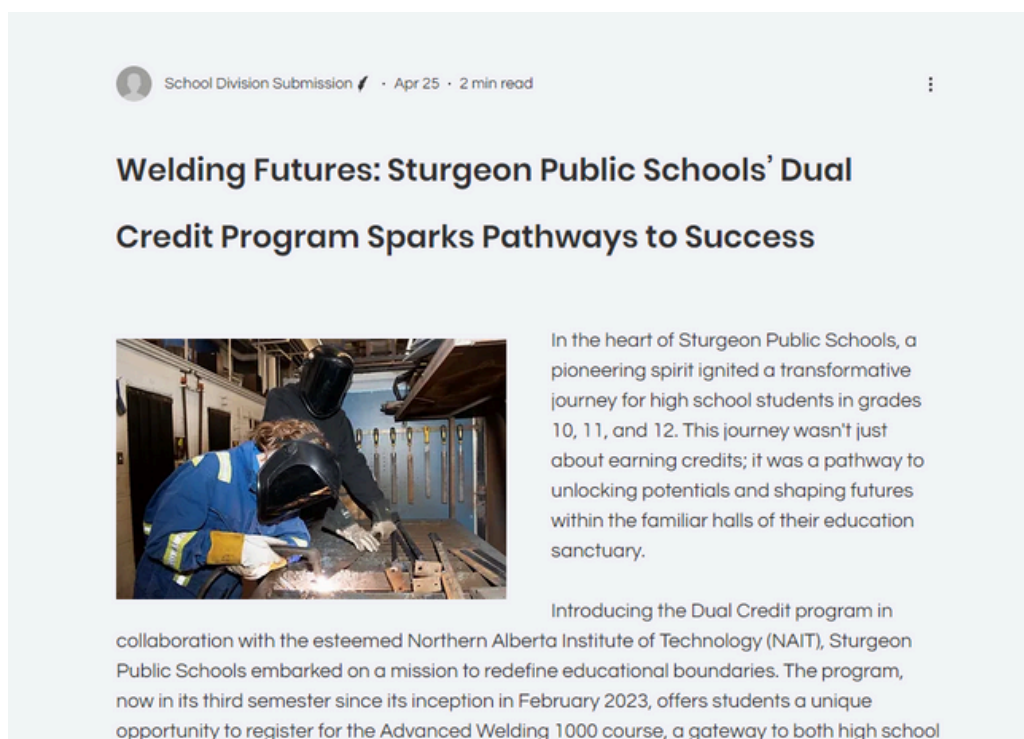 School Division Submission · Apr 25 · 2 min read
Welding Futures: Sturgeon Public Schools’ Dual
Credit Program Sparks Pathways to Success
In the heart of Sturgeon Public Schools, a
pioneering spirit ignited a transformative
journey for high school students in grades
10, 11, and 12. This journey wasn't just
about earning credits; it was a pathway to
unlocking potentials and shaping futures
within the familiar halls of their education
sanctuary.
Introducing the Dual Credit program in
collaboration with the esteemed Northern Alberta Institute of Technology (NAIT), Sturgeon
Public Schools embarked on a mission to redefine educational boundaries. The program,
now in its third semester since its inception in February 2023, offers students a unique
opportunity to register for the Advanced Welding 1000 course, a gateway to both high school